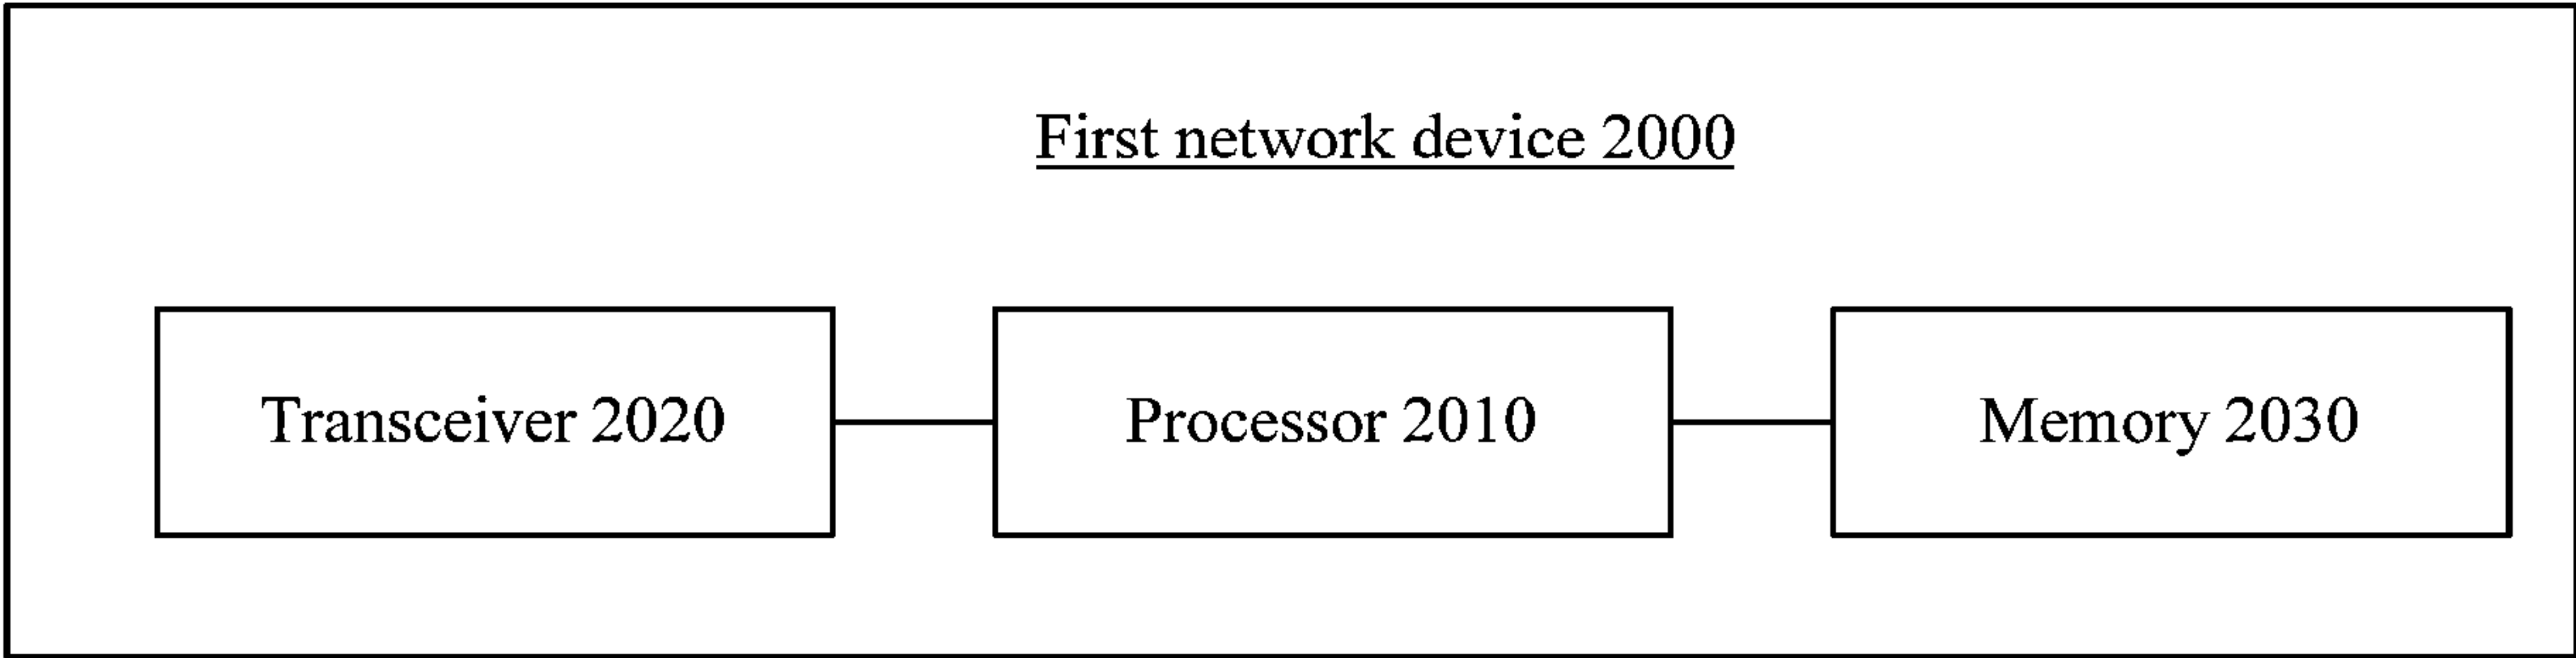 First network device 2000
Transceiver 2020
Processor 2010
Memory 2030